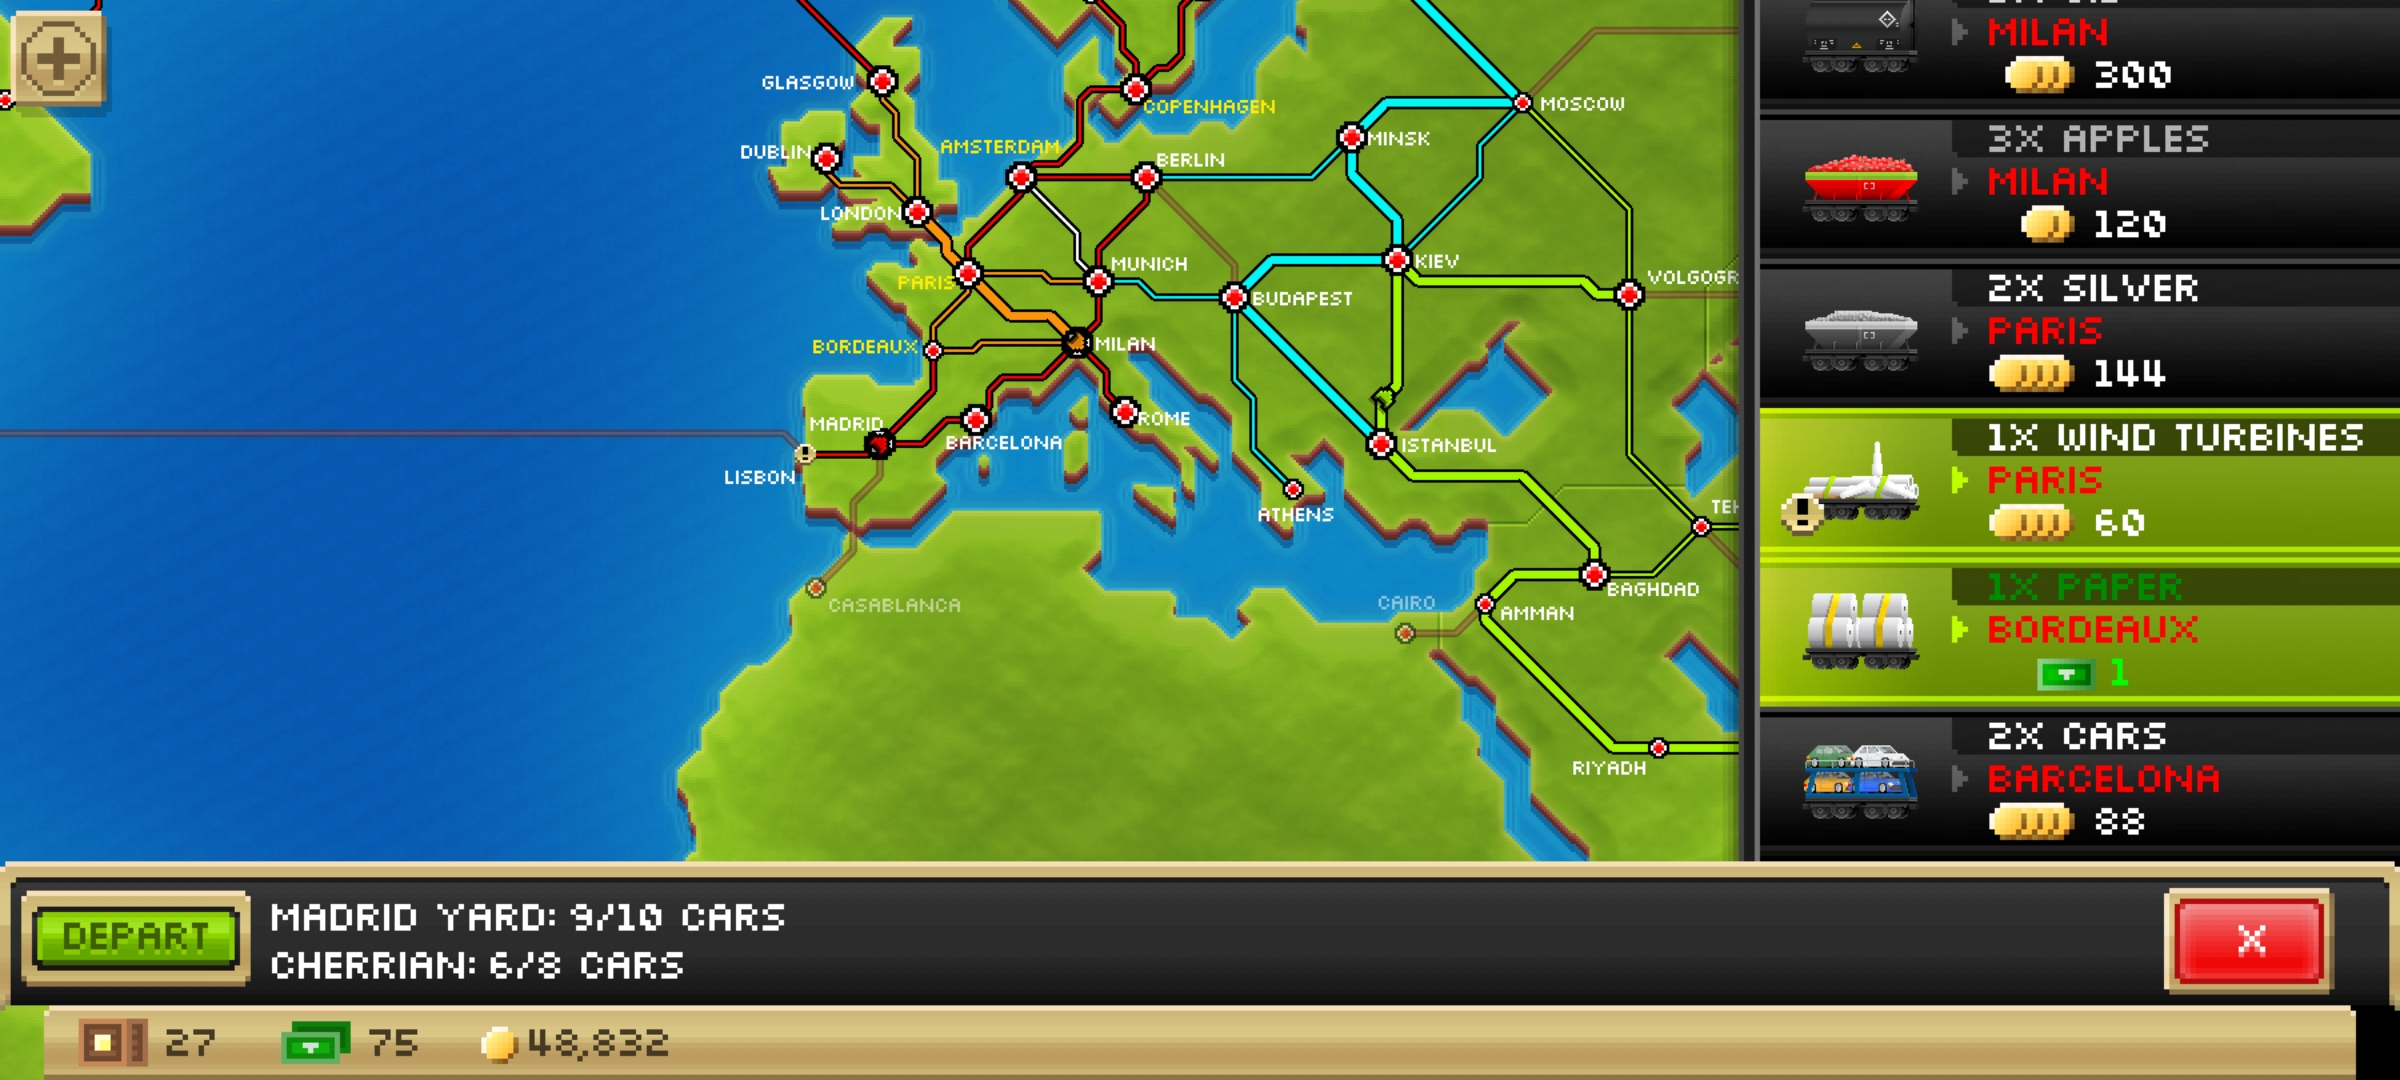 GLASGOW
COPENHAGEN
MOSCOW
MINSK
DUBLIN
AMSTERDAM
BERLIN
LONDON
MUNICH
KIEV
PARIS
VOLGOGR
BUDAPEST
BORDEAUX
MILAN
MADRID
BARCELONA
ROME
ISTANBUL
LISBON
ATHENS
TEH
CASABLANCA
CAIRO
BAGHDAD
AMMAN
RIYADH
MILAN
300
3X APPLES
MILAN
120
2X SILVER
PARIS
144
1X WIND TURBINES
PARIS
60
1X PAPER
BORDEAUX
1
2X CARS
BARCELONA
88
DEPART
MADRID YARD: 9/10 CARS
CHERRIAN: 6/8 CARS
X
27
75
48,832